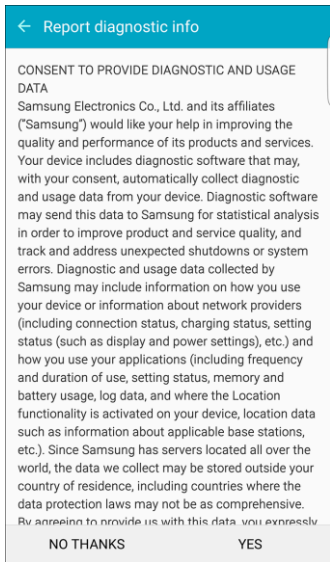 ← Report diagnostic info
CONSENT TO PROVIDE DIAGNOSTIC AND USAGE
DATA
Samsung Electronics Co., Ltd. and its affiliates
("Samsung") would like your help in improving the
quality and performance of its products and services.
Your device includes diagnostic software that may,
with your consent, automatically collect diagnostic
and usage data from your device. Diagnostic software
may send this data to Samsung for statistical analysis
in order to improve product and service quality, and
track and address unexpected shutdowns or system
errors. Diagnostic and usage data collected by
Samsung may include information on how you use
your device or information about network providers
(including connection status, charging status, setting
status (such as display and power settings), etc.) and
how you use your applications (including frequency
and duration of use, setting status, memory and
battery usage, log data, and where the Location
functionality is activated on your device, location data
such as information about applicable base stations,
etc.). Since Samsung has servers located all over the
world, the data we collect may be stored outside your
country of residence, including countries where the
data protection laws may not be as comprehensive.
By agreeing to provide us with this data, you expressly
NO THANKS YES